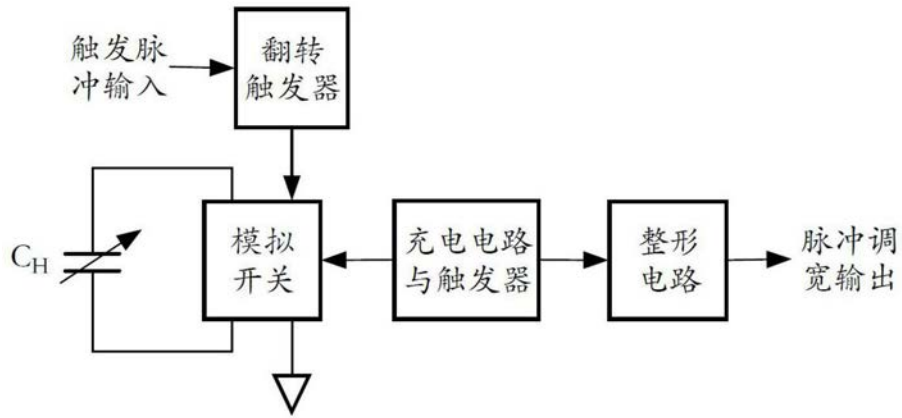 触发脉
冲输入
翻转
触发器
C_H
模拟
开关
充电电路
与触发器
整形
电路
脉冲调
宽输出